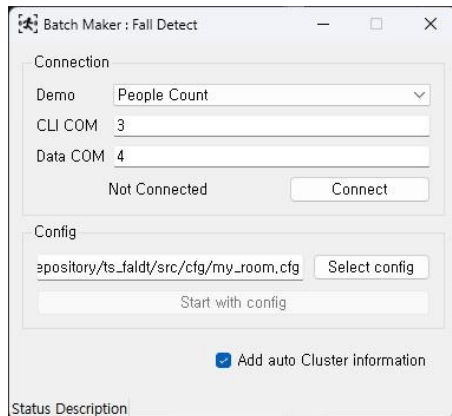 Batch Maker : Fall Detect
Connection
Demo People Count
CLI COM 3
Data COM 4
Not Connected Connect
Config
epository/ts_faldt/src/cfg/my_room.cfg Select config
Start with config
Add auto Cluster information
Status Description